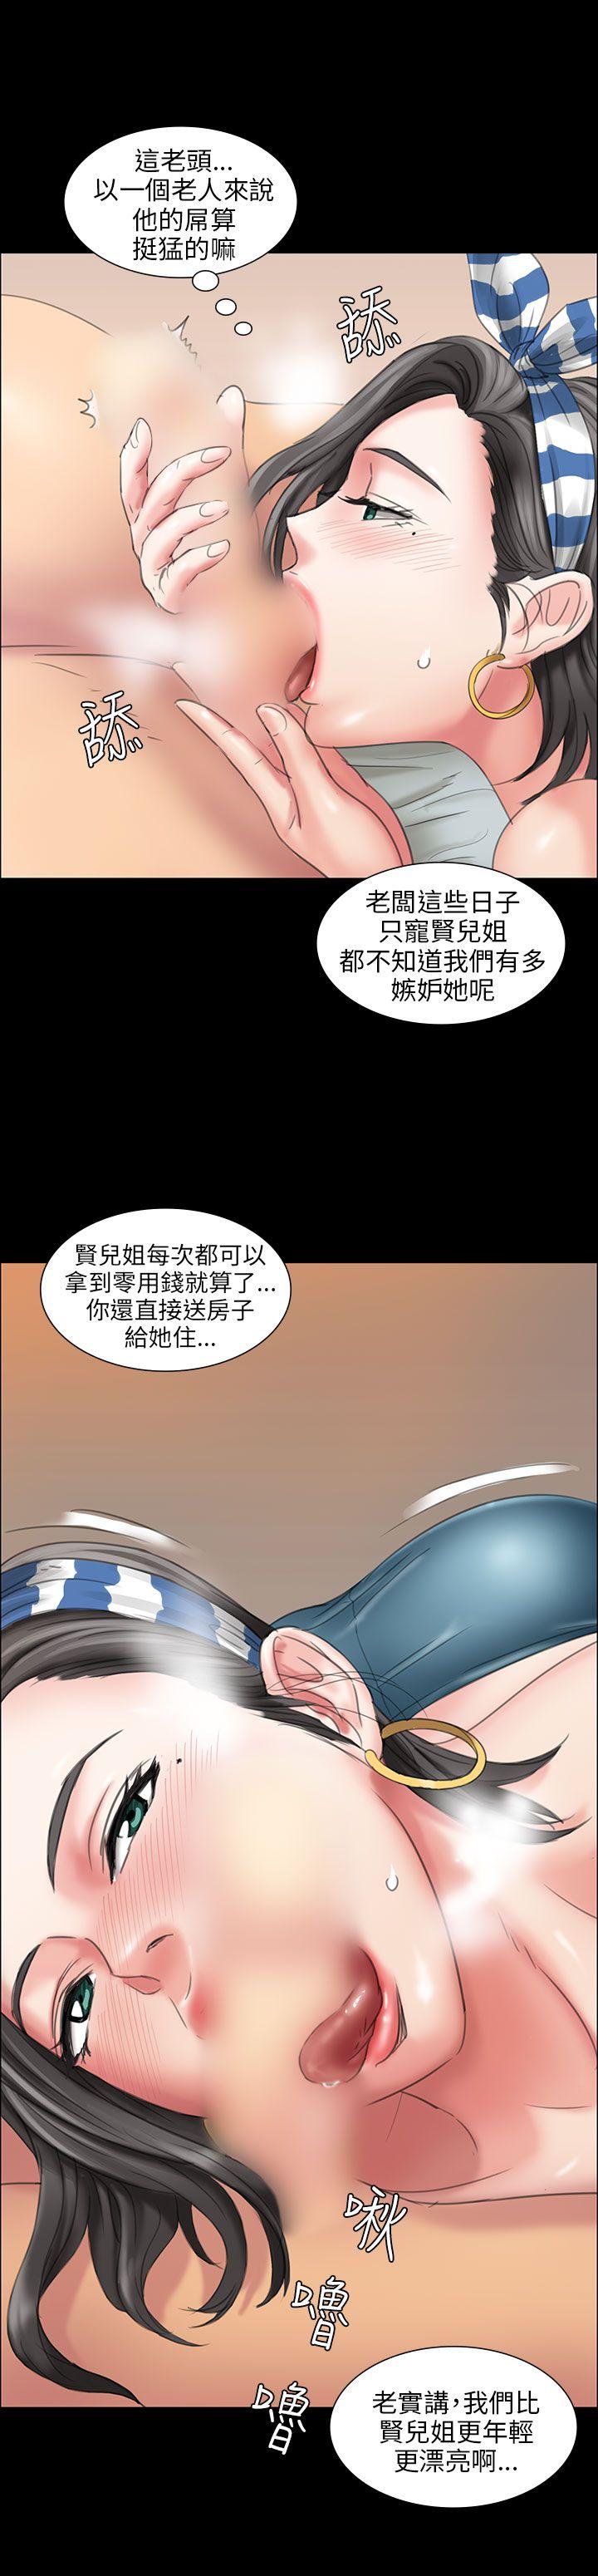 這老頭...
以一個老人來說
他的屌算
挺猛的嘛
舔
舔
老闆這些日子
只寵賢兒姐
都不知道我們有多
嫉妒她呢
賢兒姐每次都可以
拿到零用錢就算了...
你還直接送房子
給她住...
啾
嚕
嚕
老實講,我們比
賢兒姐更年輕
更漂亮啊...